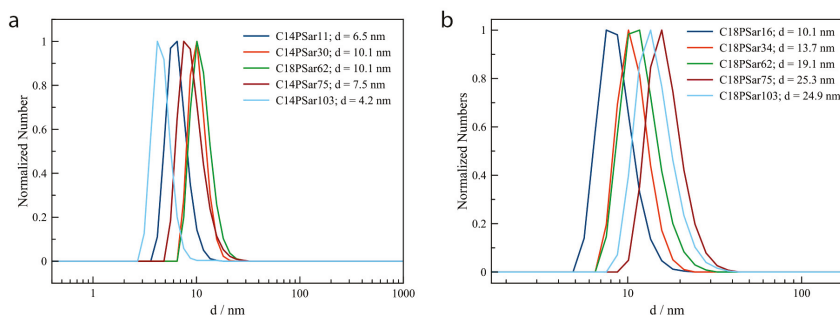 a
C14PSar11; d = 6.5 nm
C14PSar30; d = 10.1 nm
C18PSar62; d = 10.1 nm
C14PSar75; d = 7.5 nm
C14PSar103; d = 4.2 nm
Normalized Number
1
0.8
0.6
0.4
0.2
0
1
10
100
1000
d / nm
b
C18PSar16; d = 10.1 nm
C18PSar34; d = 13.7 nm
C18PSar62; d = 19.1 nm
C18PSar75; d = 25.3 nm
C18PSar103; d = 24.9 nm
Normalized Numbers
1
0.8
0.6
0.4
0.2
0
10
100
d / nm